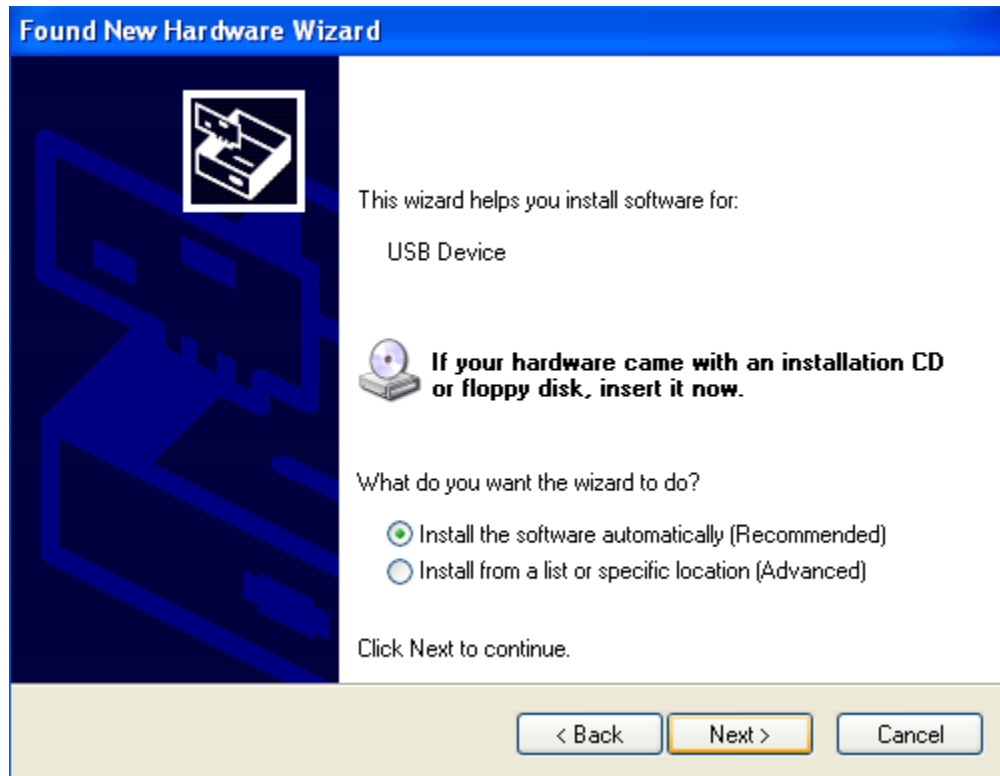 Found New Hardware Wizard
This wizard helps you install software for:
USB Device
If your hardware came with an installation CD
or floppy disk, insert it now.
What do you want the wizard to do?
Install the software automatically (Recommended)
Install from a list or specific location (Advanced)
Click Next to continue.
< Back Next > Cancel